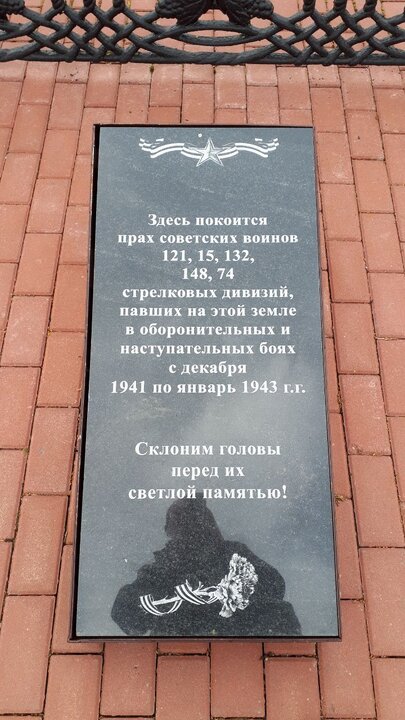 Здесь покоится
прах советских воинов
121, 15, 132,
148, 74
стрелковых дивизий,
павших на этой земле
в оборонительных и
наступательных боях
с декабря
1941 по январь 1943 г.г.
Склоним головы
перед их
светлой памятью!